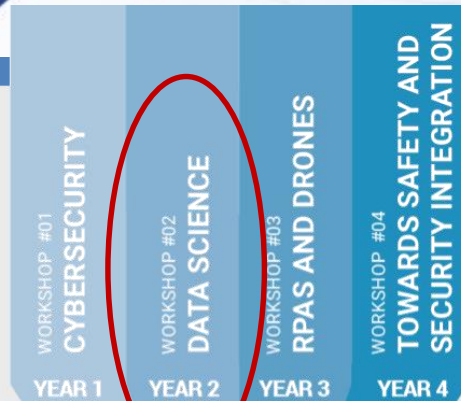 WORKSHOP #01
CYBERSECURITY
YEAR 1
WORKSHOP #02
DATA SCIENCE
YEAR 2
WORKSHOP #03
RPAS AND DRONES
YEAR 3
WORKSHOP #04
TOWARDS SAFETY AND
SECURITY INTEGRATION
YEAR 4